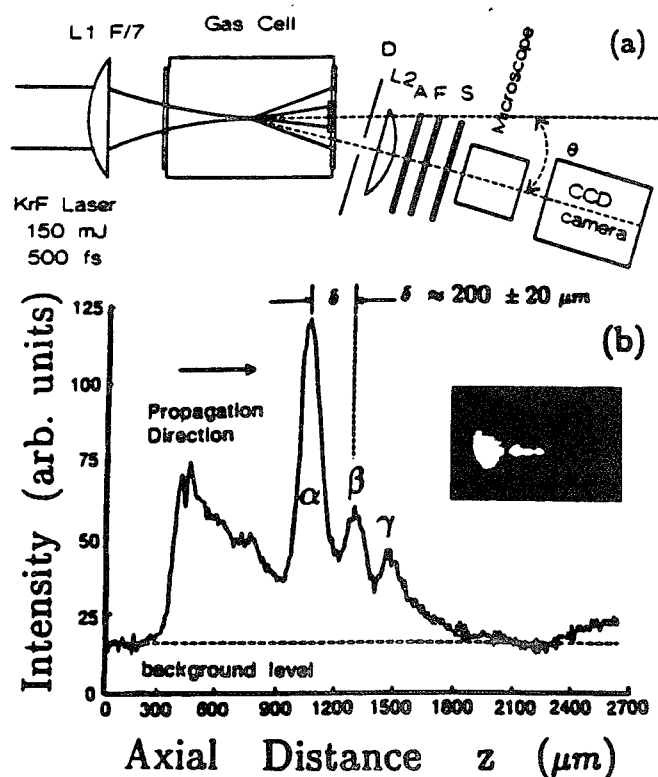 L1 F/7
Gas Cell
D
L2
A F S
Microscope
(a)
θ
CCD
camera
KrF Laser
150 mJ
500 fs
δ
δ ≈ 200 ± 20 μm
(b)
Intensity (arb. units)
125
100
75
50
25
0
Propagation
Direction
α
β
γ
background level
0 300 600 900 1200 1500 1800 2100 2400 2700
Axial Distance z (μm)